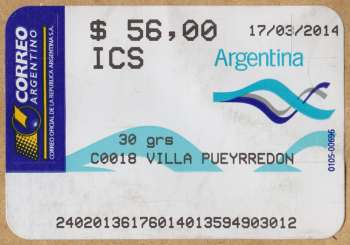 CORREO
ARGENTINO
CORREO OFICIAL DE LA REPUBLICA ARGENTINA S.A.
$ 56,00
ICS
17/03/2014
Argentina
30 grs
C0018 VILLA PUEYRREDON
0105-00696
24020136176014013594903012